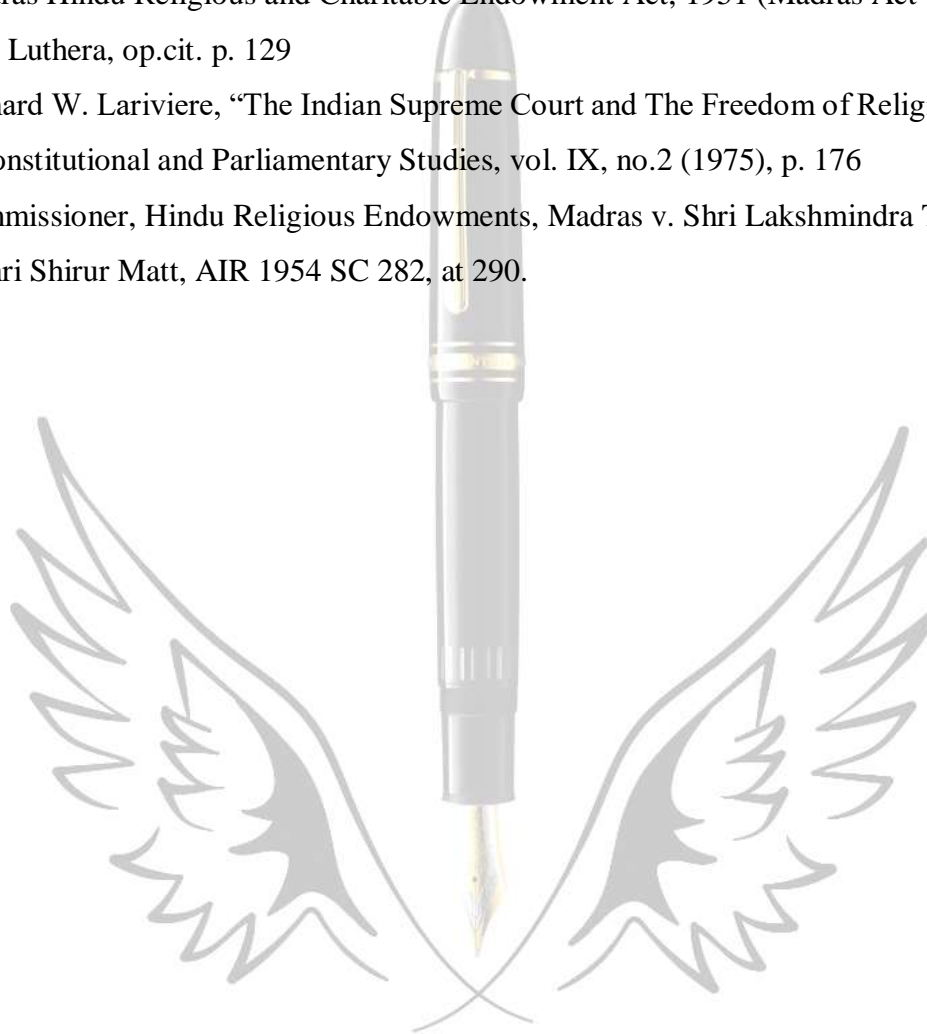 ras Hindu Religious and Charitable Endowment Act, 1951 (Madras Act
Luthera, op.cit. p. 129
nard W. Lariviere, “The Indian Supreme Court and The Freedom of Relig
onstitutional and Parliamentary Studies, vol. IX, no.2 (1975), p. 176
mmissioner, Hindu Religious Endowments, Madras v. Shri Lakshmindra T
ri Shirur Matt, AIR 1954 SC 282, at 290.